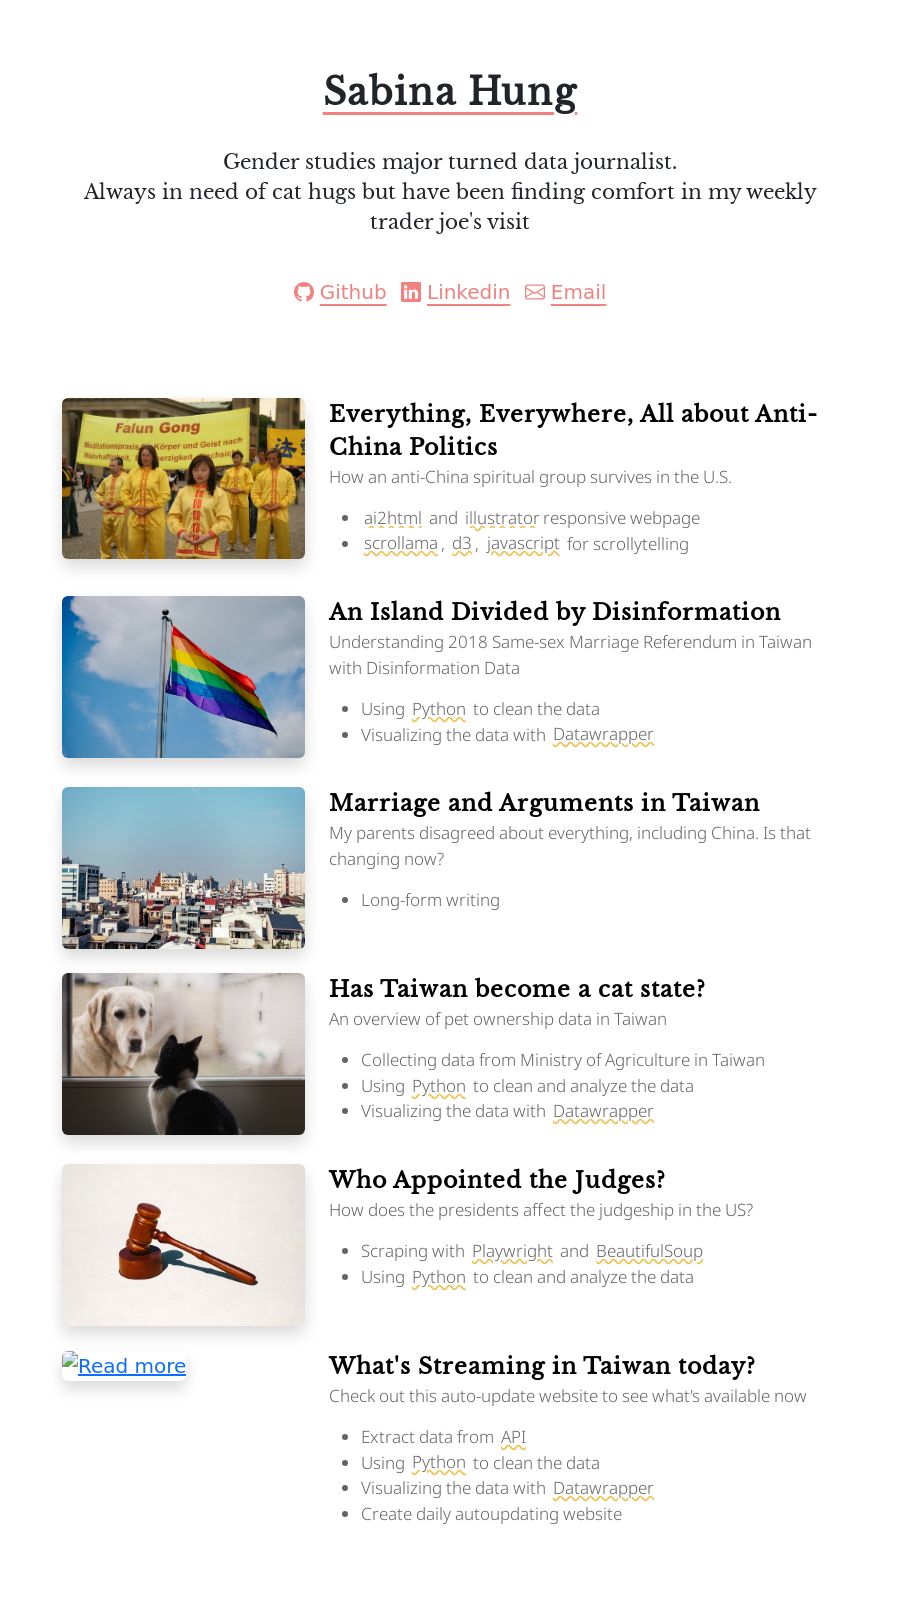 Sabina Hung
Gender studies major turned data journalist.
Always in need of cat hugs but have been finding comfort in my weekly
trader joe's visit
Github Linkedin Email
Falun Gong
Meditationspraxis für Körper und Geist nach
Wahrhaftigkeit, Barmherzigkeit, Nachsicht
法
Everything, Everywhere, All about Anti-
China Politics
How an anti-China spiritual group survives in the U.S.
ai2html and illustrator responsive webpage
scrollama, d3, javascript for scrollytelling
An Island Divided by Disinformation
Understanding 2018 Same-sex Marriage Referendum in Taiwan
with Disinformation Data
Using Python to clean the data
Visualizing the data with Datawrapper
Marriage and Arguments in Taiwan
My parents disagreed about everything, including China. Is that
changing now?
Long-form writing
Has Taiwan become a cat state?
An overview of pet ownership data in Taiwan
Collecting data from Ministry of Agriculture in Taiwan
Using Python to clean and analyze the data
Visualizing the data with Datawrapper
Who Appointed the Judges?
How does the presidents affect the judgeship in the US?
Scraping with Playwright and BeautifulSoup
Using Python to clean and analyze the data
Read more
What's Streaming in Taiwan today?
Check out this auto-update website to see what's available now
Extract data from API
Using Python to clean the data
Visualizing the data with Datawrapper
Create daily autoupdating website